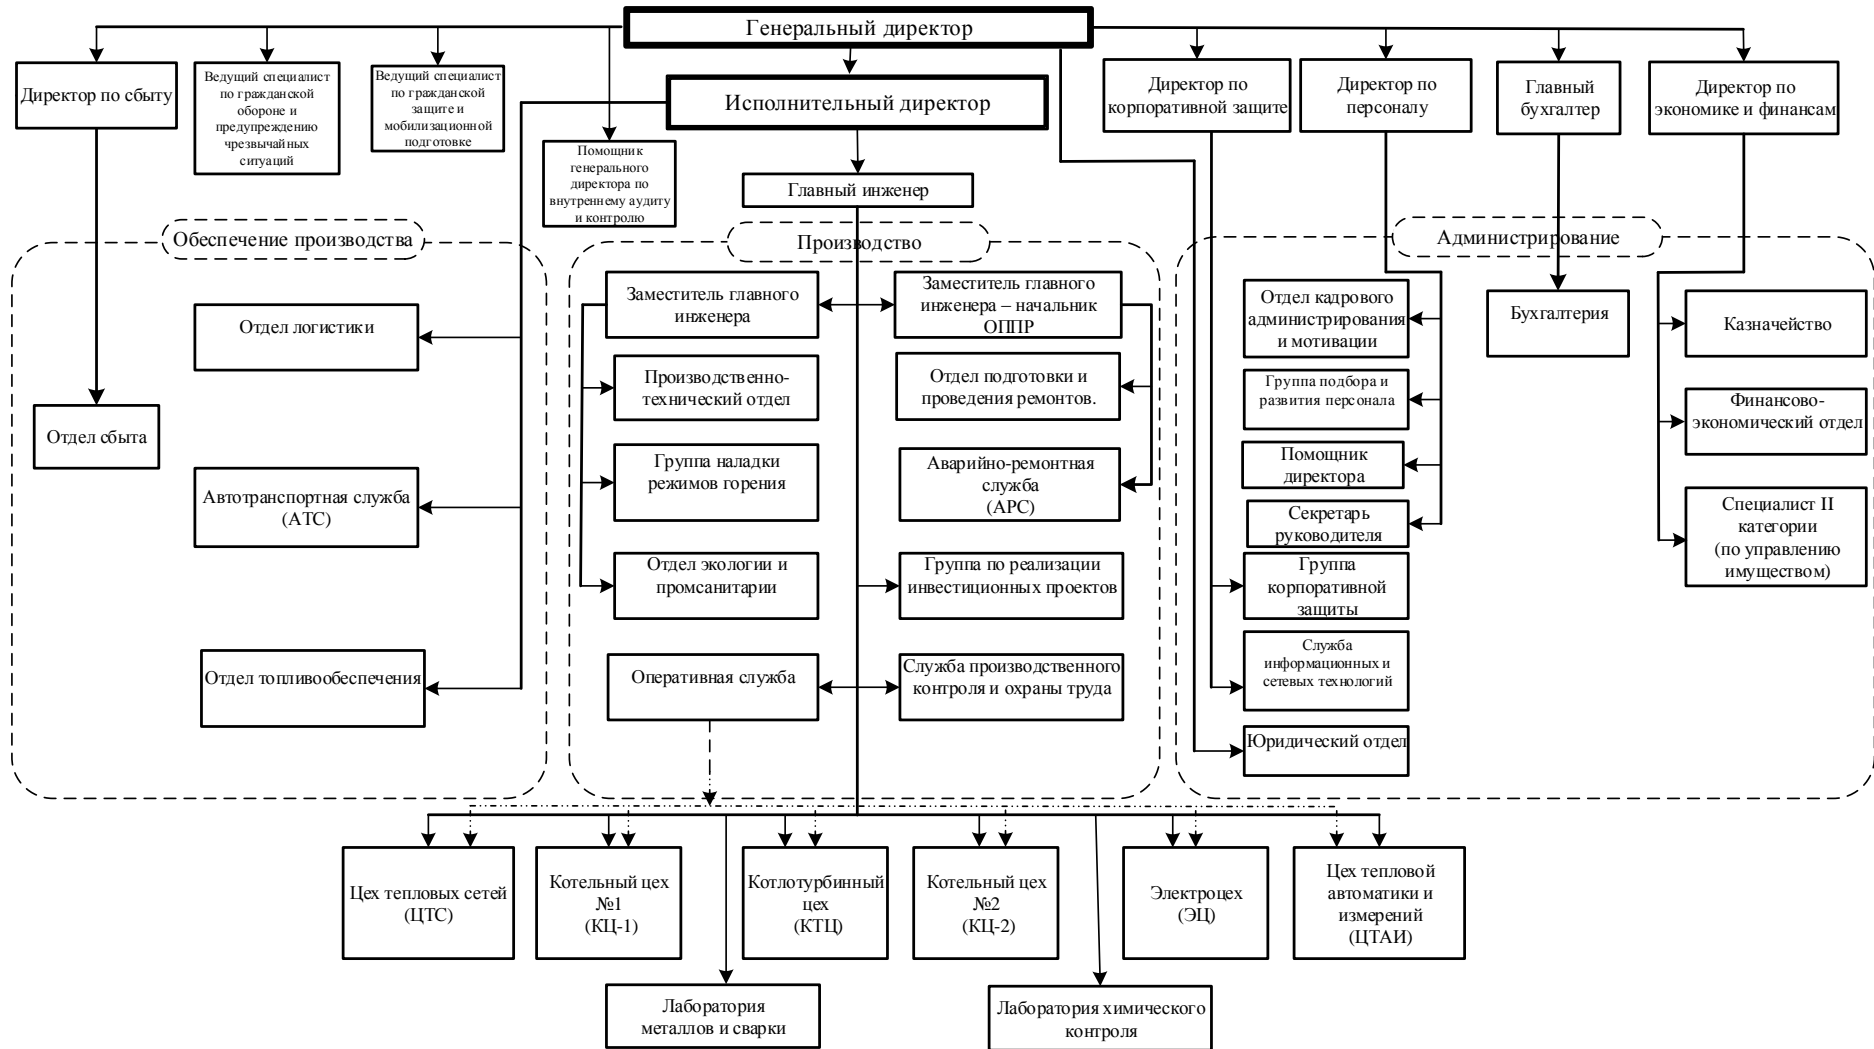 Генеральный директор
Директор по сбыту
Ведущий специалист
по гражданской
обороне и
предупреждению
чрезвычайных
ситуаций
Ведущий специалист
по гражданской
защите и
мобилизационной
подготовке
Исполнительный директор
Директор по
корпоративной защите
Директор по
персоналу
Главный
бухгалтер
Директор по
экономике и финансам
Помощник
генерального
директора по
внутреннему аудиту
и контролю
Главный инженер
Обеспечение производства
Производство
Администрирование
Отдел логистики
Отдел сбыта
Автотранспортная служба
(АТС)
Отдел топливообеспечения
Заместитель главного
инженера
Заместитель главного
инженера – начальник
ОППР
Производственно-
технический отдел
Отдел подготовки и
проведения ремонтов.
Группа наладки
режимов горения
Аварийно-ремонтная
служба
(АРС)
Отдел экологии и
промсанитарии
Группа по реализации
инвестиционных проектов
Оперативная служба
Служба производственного
контроля и охраны труда
Отдел кадрового
администрирования
и мотивации
Группа подбора и
развития персонала
Помощник
директора
Секретарь
руководителя
Группа
корпоративной
защиты
Служба
информационных и
сетевых технологий
Юридический отдел
Бухгалтерия
Казначейство
Финансово-
экономический отдел
Специалист II
категории
(по управлению
имуществом)
Цех тепловых сетей
(ЦТС)
Котельный цех
№1
(КЦ-1)
Котлотурбинный
цех
(КТЦ)
Котельный цех
№2
(КЦ-2)
Электроцех
(ЭЦ)
Цех тепловой
автоматики и
измерений
(ЦТАИ)
Лаборатория
металлов и сварки
Лаборатория химического
контроля